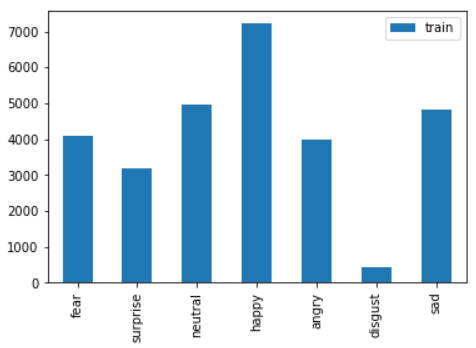 train
7000
6000
5000
4000
3000
2000
1000
0
fear
surprise
neutral
happy
angry
disgust
sad